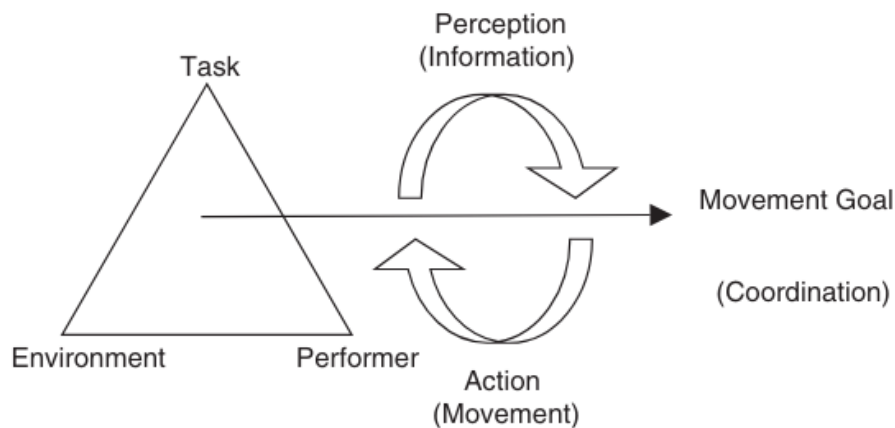 Perception
(Information)
Task
Movement Goal
(Coordination)
Environment
Performer
Action
(Movement)